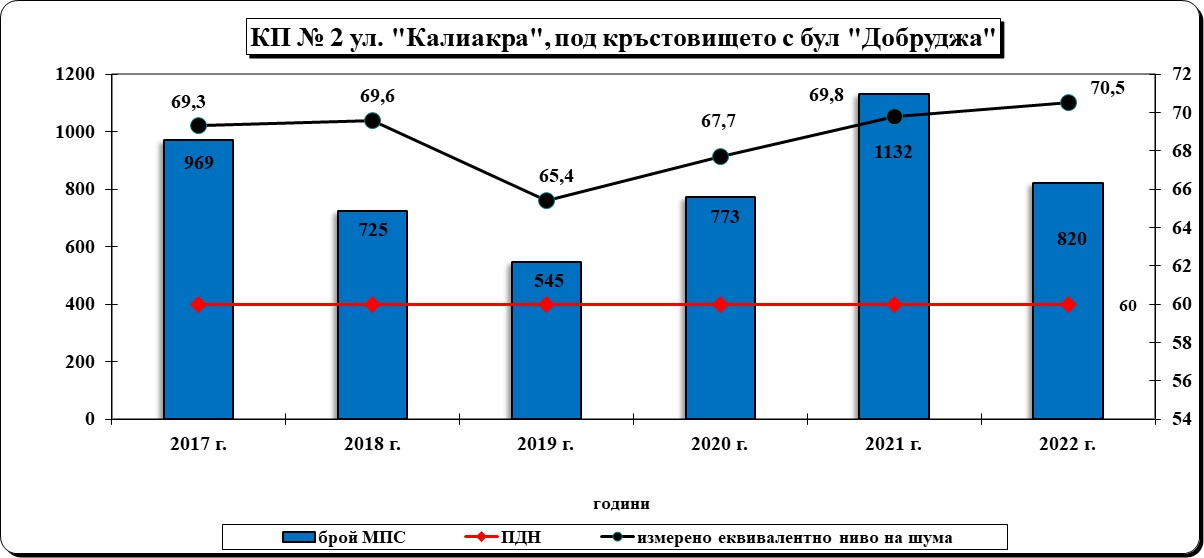 КП № 2 ул. "Калиакра", под кръстовището с бул "Добруджа"
1200 72
69,3 69,6 69,8 70,5
1000 70
67,7
969 1132
68
65,4
800 66
725 773 820
64
600
545
62
400 60 60
58
200
56
0 54
2017 г. 2018 г. 2019 г. 2020 г. 2021 г. 2022 г.
години
брой МПС ПДН измерено еквивалентно ниво на шума